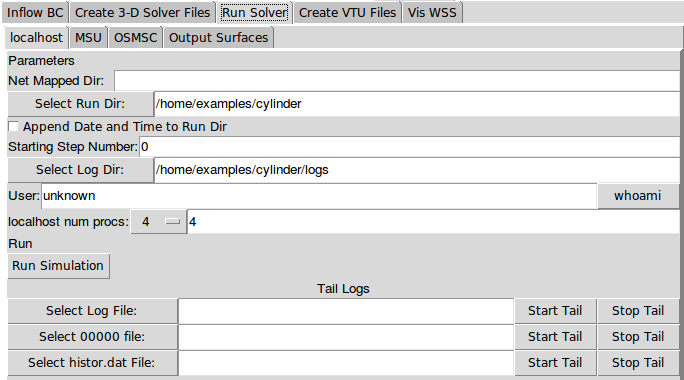 Inflow BC Create 3-D Solver Files Run Solver Create VTU Files Vis WSS
localhost MSU OSMSC Output Surfaces
Parameters
Net Mapped Dir:
Select Run Dir: /home/examples/cylinder
Append Date and Time to Run Dir
Starting Step Number: 0
Select Log Dir: /home/examples/cylinder/logs
User: unknown whoami
localhost num procs: 4 4
Run
Run Simulation
Tail Logs
Select Log File: Start Tail Stop Tail
Select 00000 file: Start Tail Stop Tail
Select histor.dat File: Start Tail Stop Tail